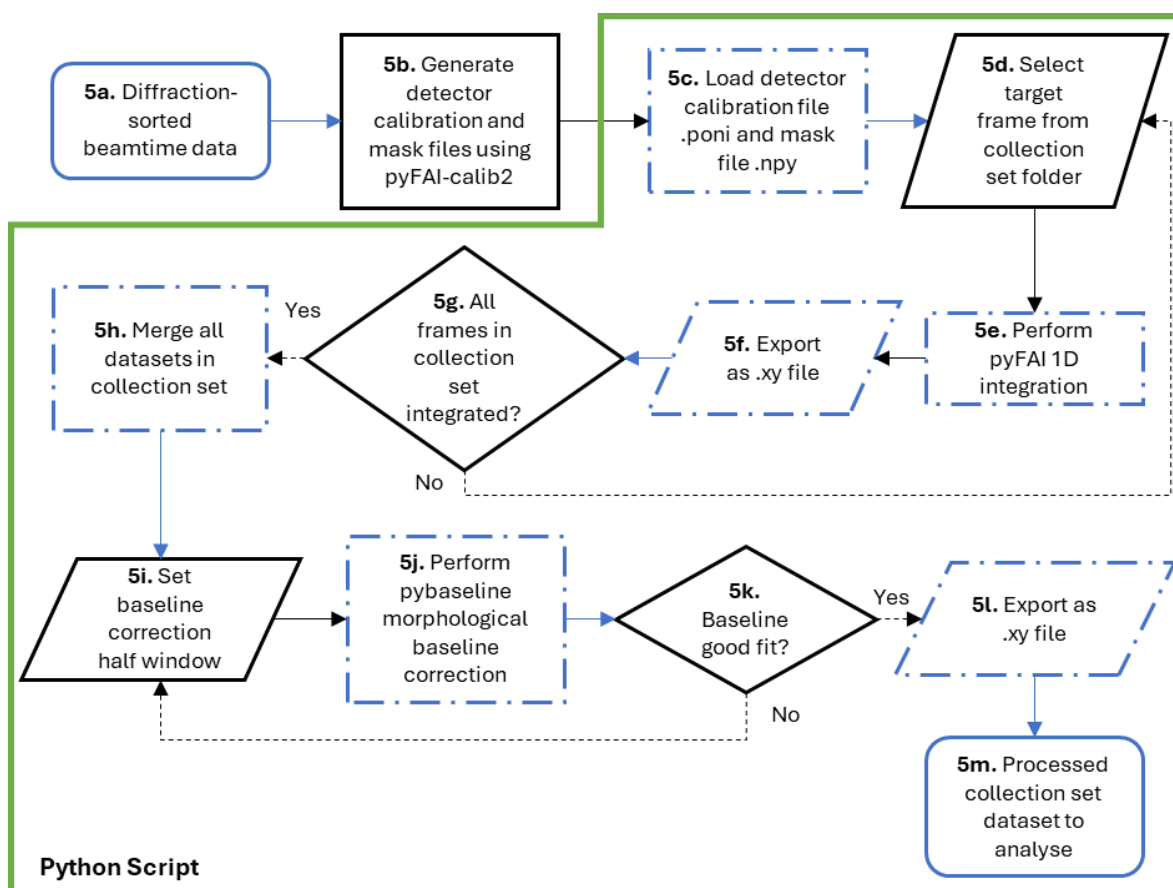 5a. Diffraction-
sorted
beamtime data
5b. Generate
detector
calibration and
mask files using
pyFAI-calib2
5c. Load detector
calibration file
.poni and mask
file .npy
5d. Select
target
frame from
collection
set folder
5e. Perform
pyFAI 1D
integration
5f. Export
as .xy file
5g. All
frames in
collection
set
integrated?
Yes
No
5h. Merge all
datasets in
collection set
5i. Set
baseline
correction
half window
5j. Perform
pybaseline
morphological
baseline
correction
5k.
Baseline
good fit?
Yes
No
5l. Export as
.xy file
5m. Processed
collection set
dataset to
analyse
Python Script